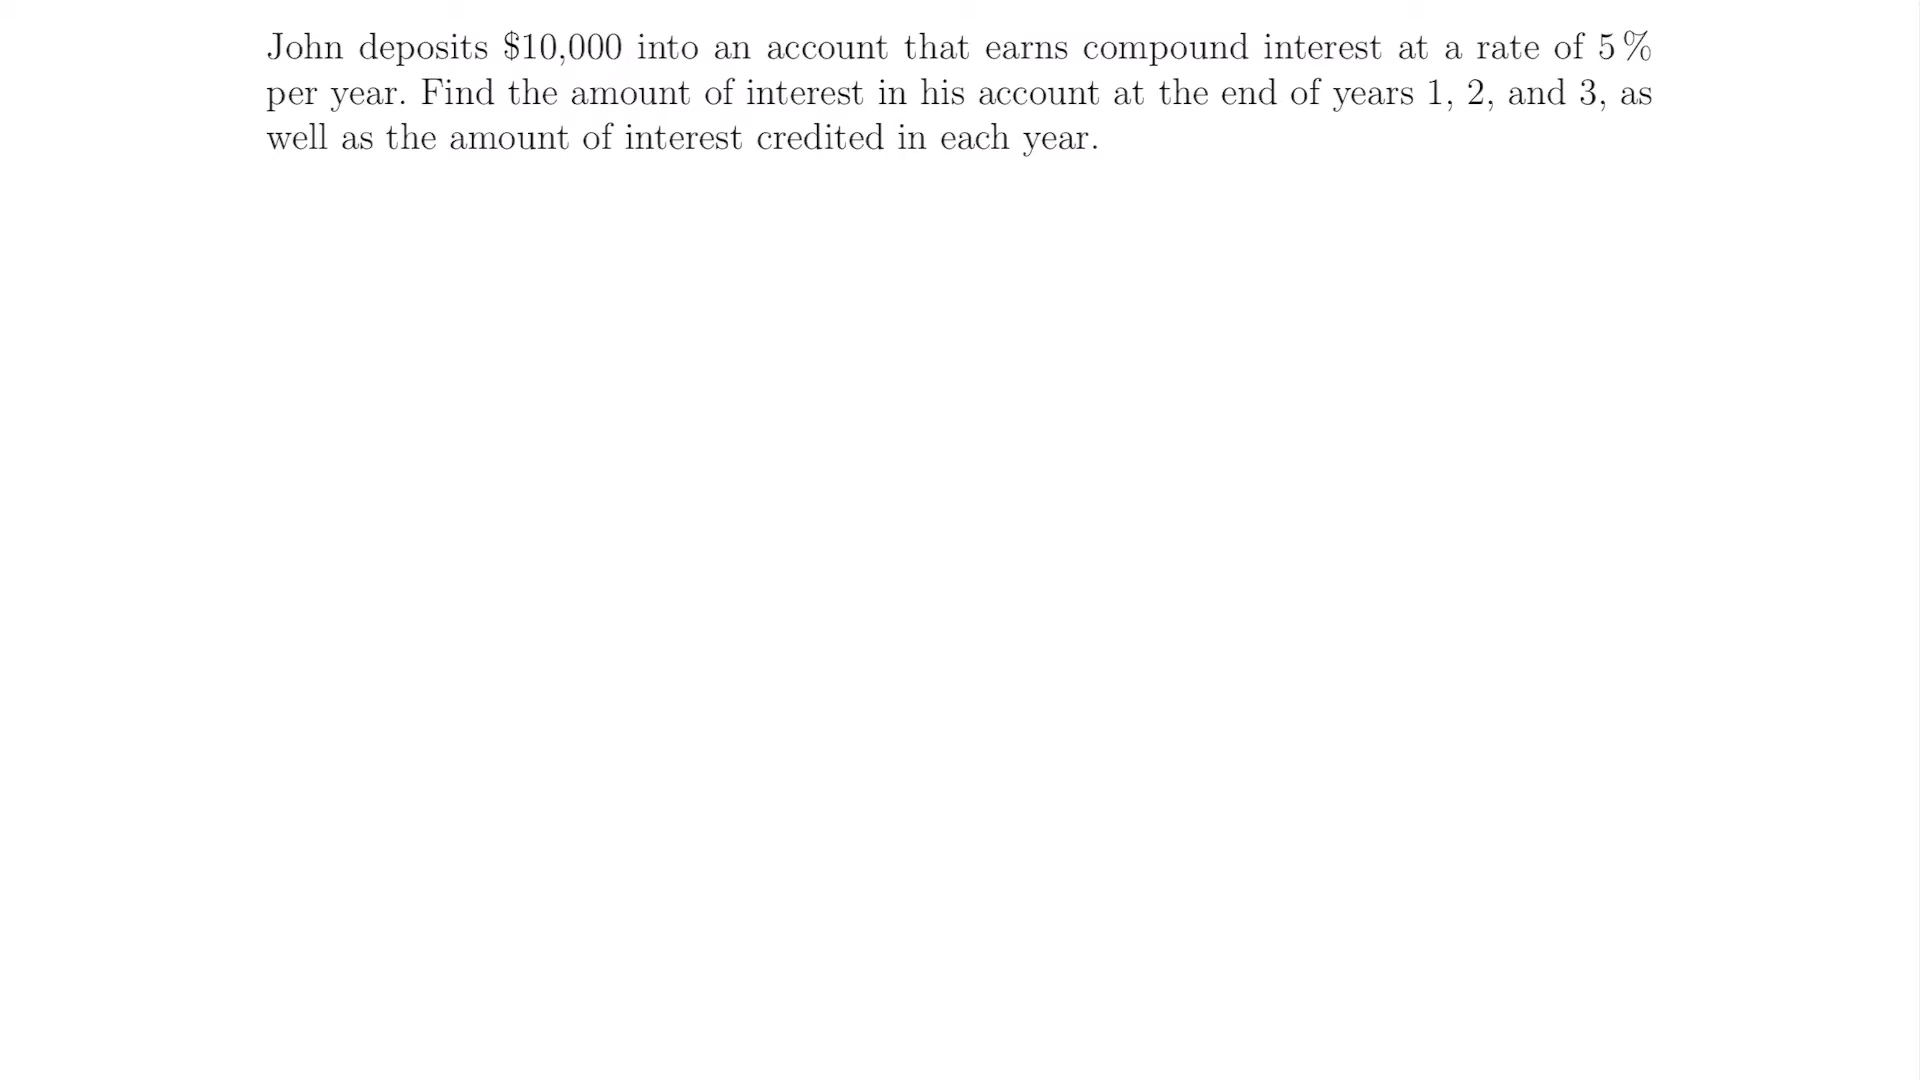 John deposits $10,000 into an account that earns compound interest at a rate of 5 %
per year. Find the amount of interest in his account at the end of years 1, 2, and 3, as
well as the amount of interest credited in each year.